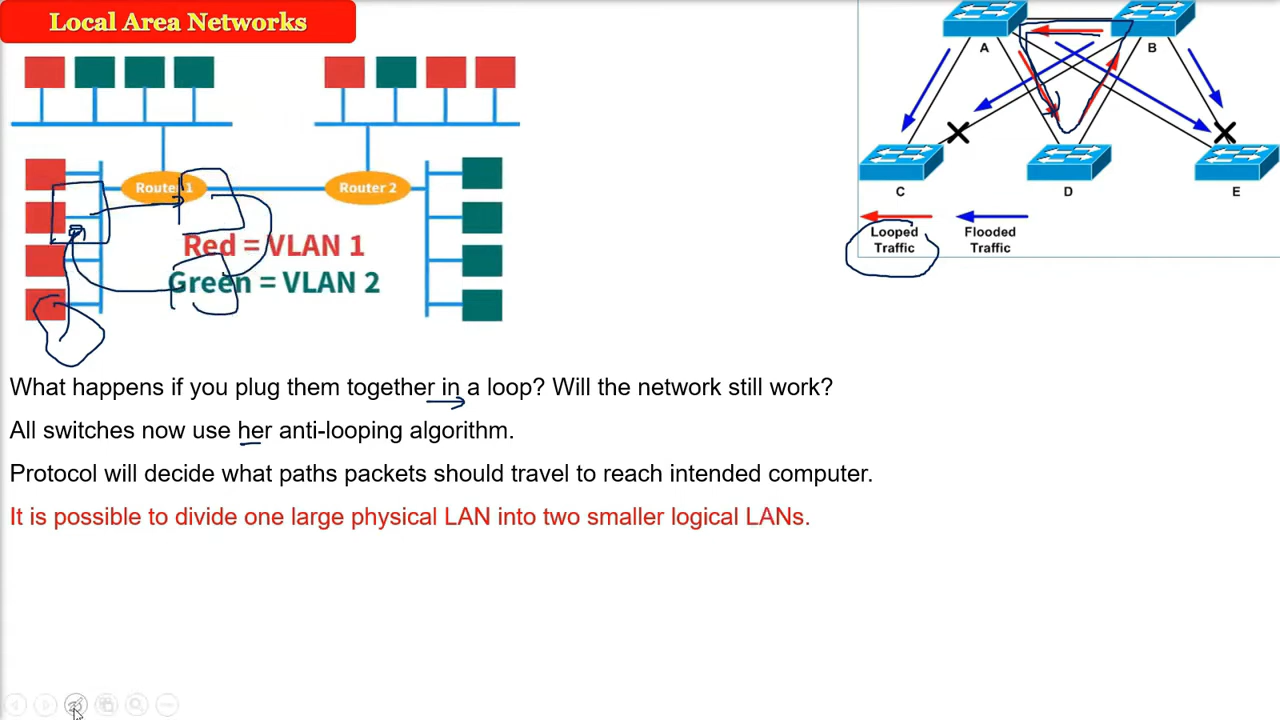 Local Area Networks
A
B
C
D
E
Looped
Traffic
Flooded
Traffic
Router 1
Router 2
Red = VLAN 1
Green = VLAN 2
What happens if you plug them together in a loop? Will the network still work?
All switches now use her anti-looping algorithm.
Protocol will decide what paths packets should travel to reach intended computer.
It is possible to divide one large physical LAN into two smaller logical LANs.